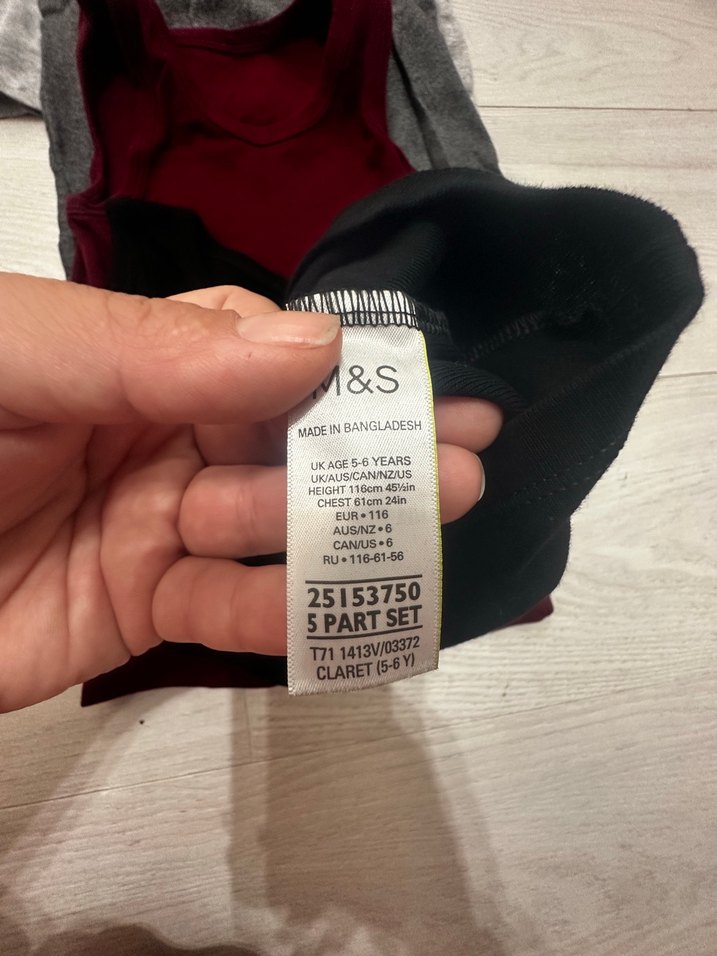 M&S
MADE IN BANGLADESH
UK AGE 5-6 YEARS
UK/AUS/CAN/NZ/US
HEIGHT 116cm 45½in
CHEST 61cm 24in
EUR • 116
AUS/NZ • 6
CAN/US • 6
RU • 116-61-56
25153750
5 PART SET
T71 1413V/03372
CLARET (5-6 Y)